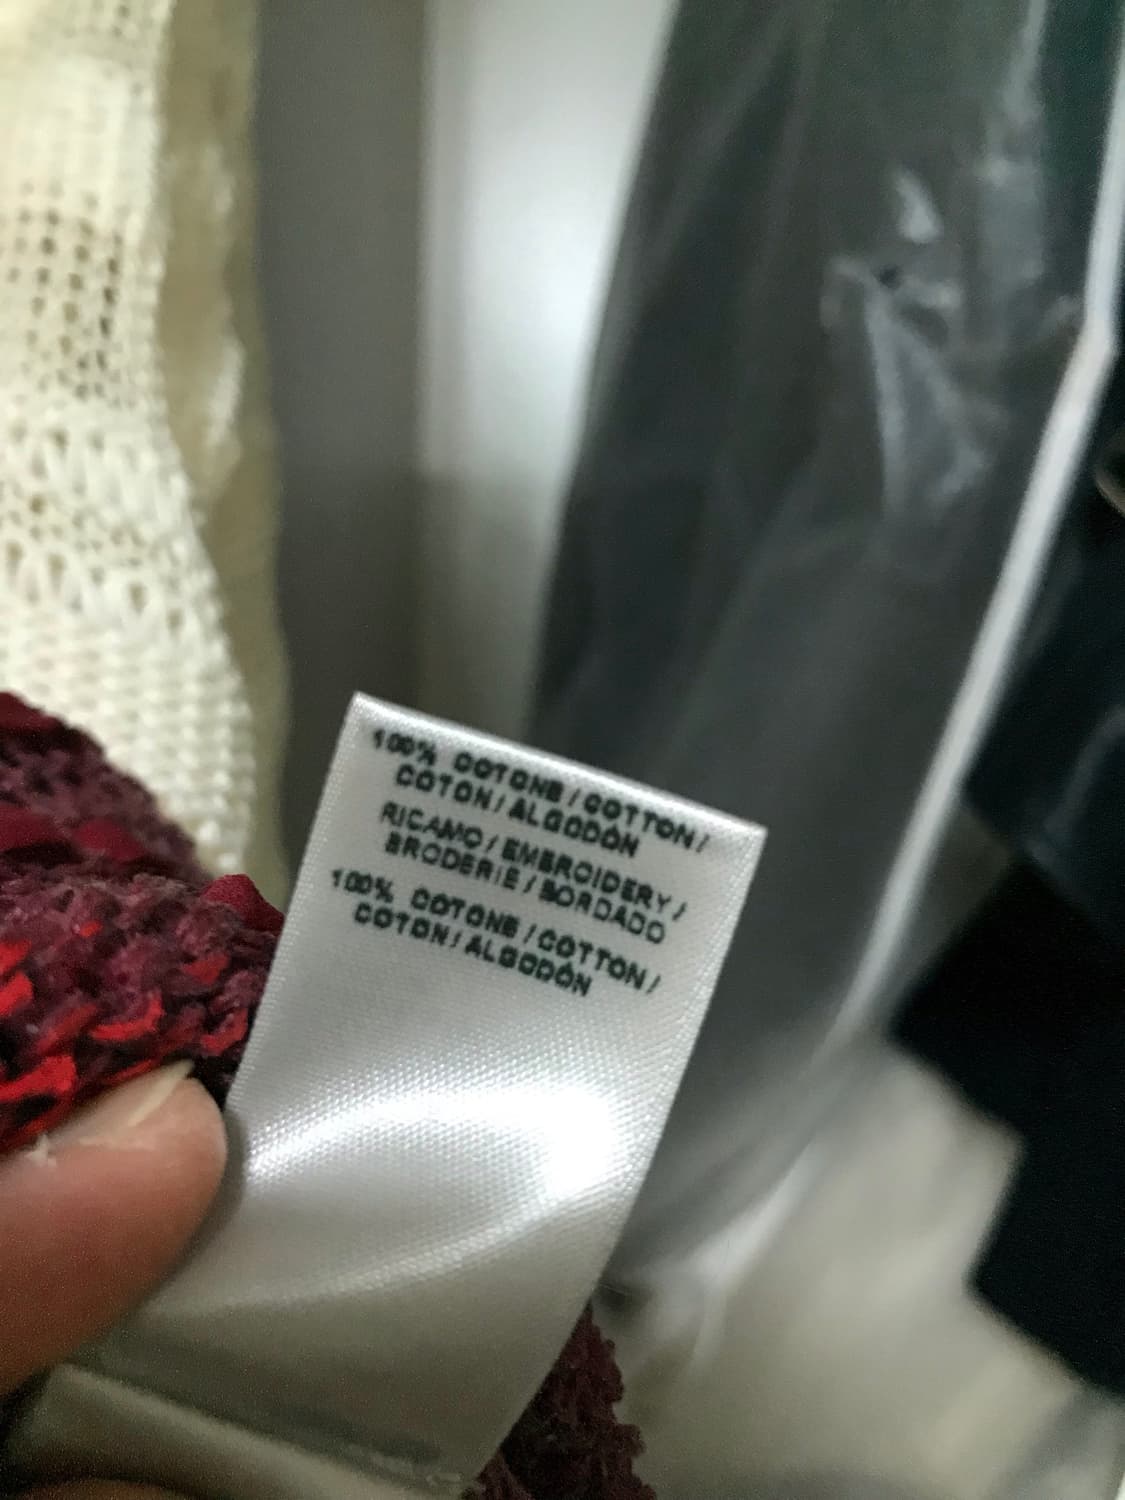 100% COTONE / COTTON /
COTON / ALGODÓN
RICAMO / EMBROIDERY /
BRODERIE / BORDADO
100% COTONE / COTTON /
COTON / ALGODÓN